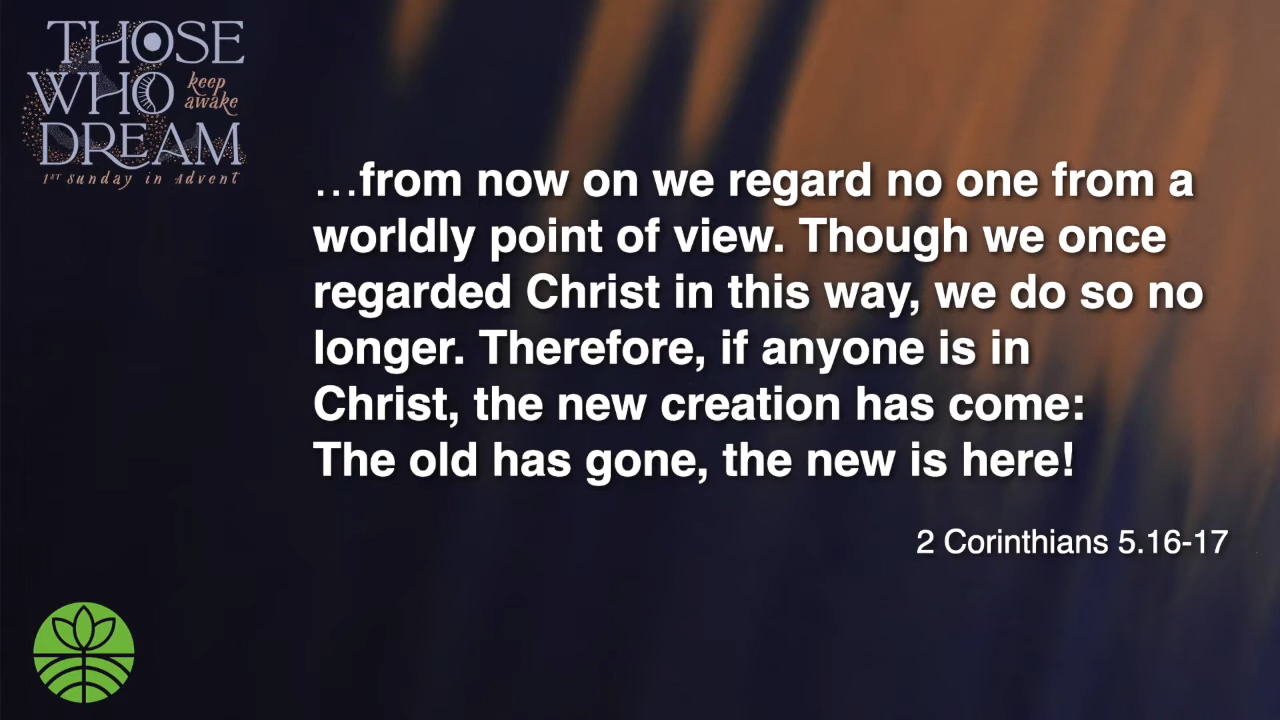 THOSE
WHO keep
awake
DREAM
1ST Sunday in Advent
…from now on we regard no one from a
worldly point of view. Though we once
regarded Christ in this way, we do so no
longer. Therefore, if anyone is in
Christ, the new creation has come:
The old has gone, the new is here!
2 Corinthians 5.16-17